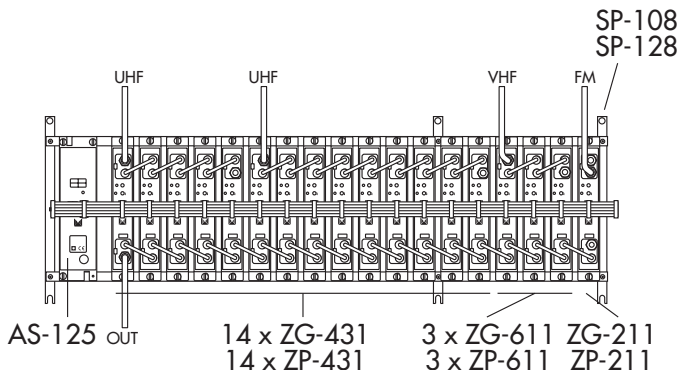 SP-108
SP-128
UHF UHF VHF FM
AS-125 OUT 14 x ZG-431 3 x ZG-611 ZG-211
14 x ZP-431 3 x ZP-611 ZP-211